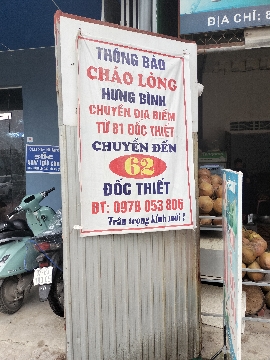 ĐỊA CHỈ: 8
THÔNG BÁO
CHÁO LÒNG
HƯNG BÌNH
CHUYỂN ĐỊA ĐIỂM
TỪ 81 ĐỐC THIẾT
CHUYỂN ĐẾN
62
ĐỐC THIẾT
ĐT: 0978 053 806
Trân trọng kính mời !